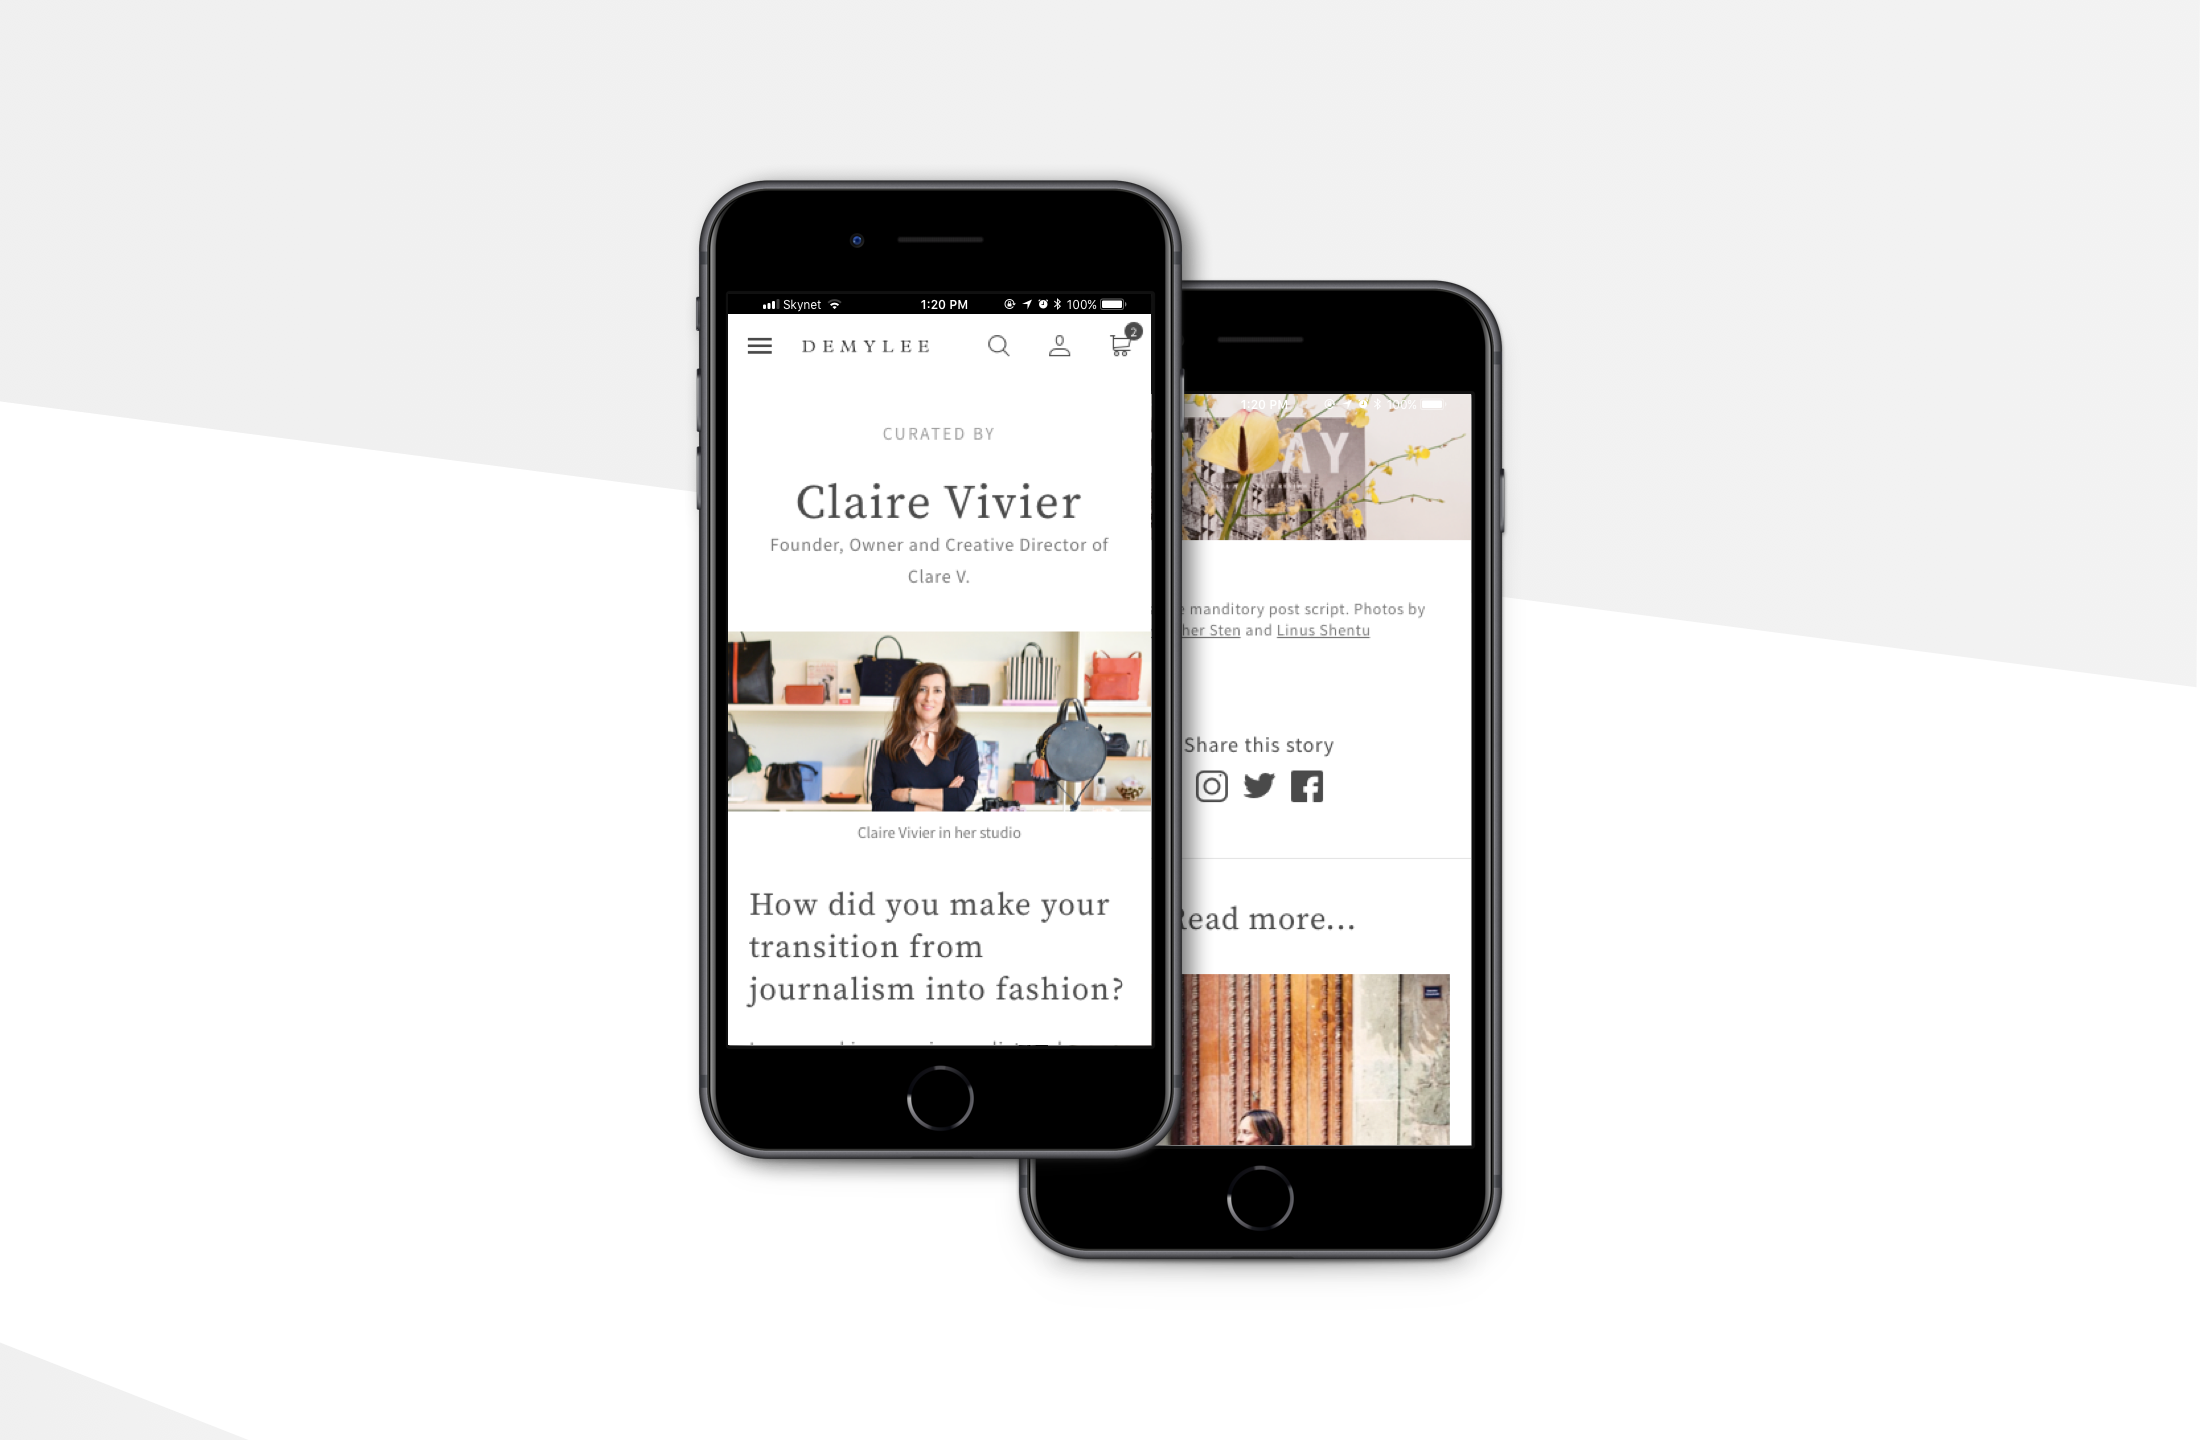 Skynet 1:20 PM 100%
DEMYLEE 2
CURATED BY
Claire Vivier
Founder, Owner and Creative Director of
Clare V.
Claire Vivier in her studio
How did you make your
transition from
journalism into fashion?
1:20 PM 100%
AY
manditory post script. Photos by
her Sten and Linus Shentu
Share this story
Read more...